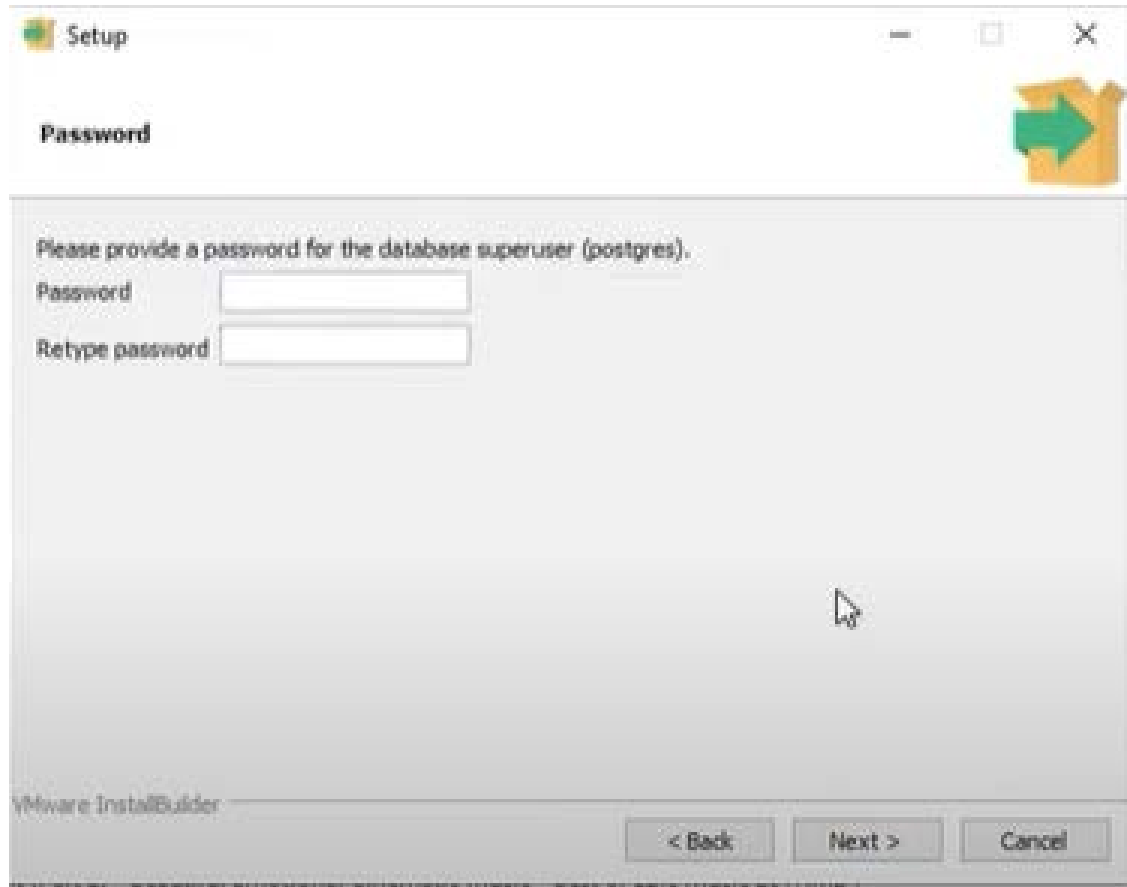 Setup
Password
Please provide a password for the database superuser (postgres).
Password
Retype password
VMware InstallBuilder
< Back Next > Cancel